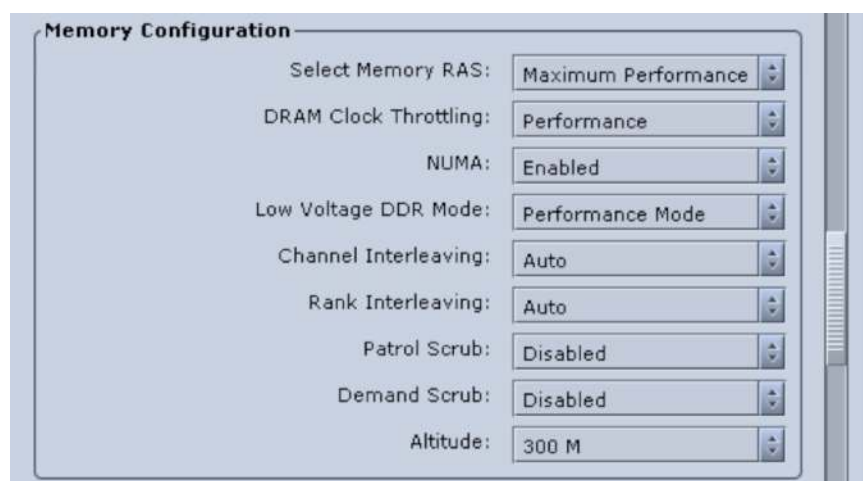 Memory Configuration
Select Memory RAS: Maximum Performance
DRAM Clock Throttling: Performance
NUMA: Enabled
Low Voltage DDR Mode: Performance Mode
Channel Interleaving: Auto
Rank Interleaving: Auto
Patrol Scrub: Disabled
Demand Scrub: Disabled
Altitude: 300 M